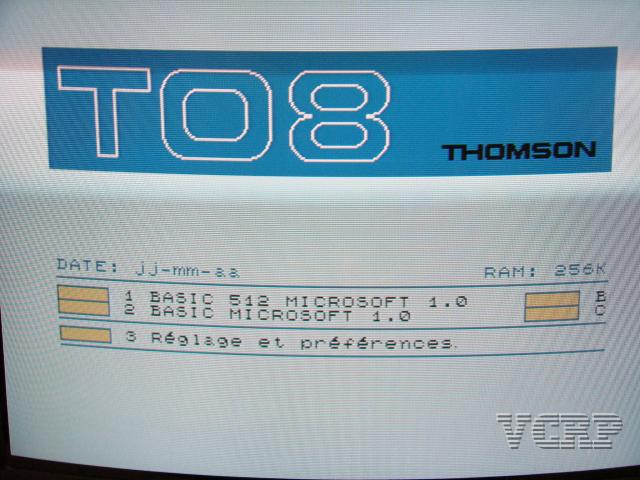 TO8
THOMSON
DATE: jj-mm-aa RAM: 256K
1 BASIC 512 MICROSOFT 1.0 B
2 BASIC MICROSOFT 1.0 C
3 Réglage et préférences.
VCRP